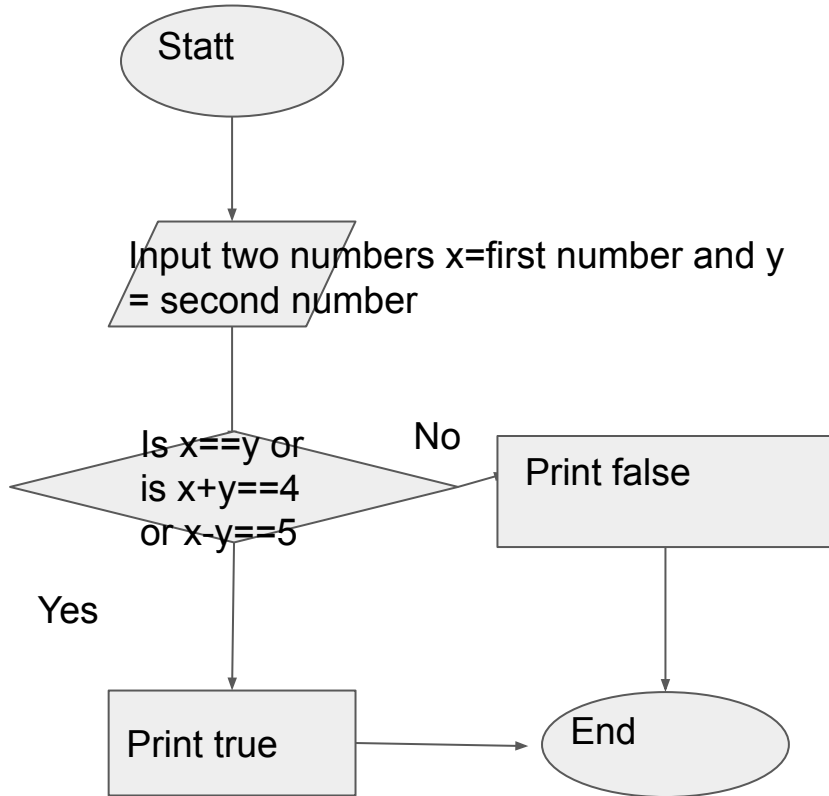 Statt
Input two numbers x=first number and y
= second number
Is x==y or
is x+y==4
or x-y==5
No
Print false
Yes
Print true
End